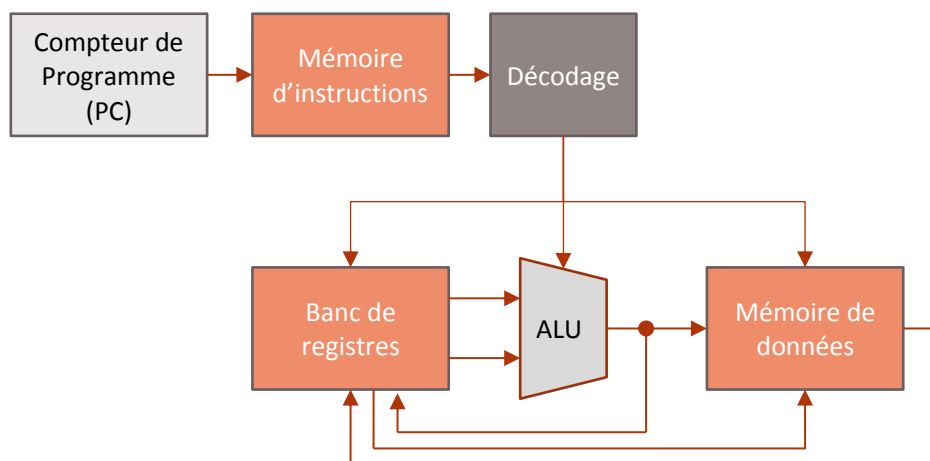 Compteur de
Programme
(PC)
Mémoire
d’instructions
Décodage
Banc de
registres
ALU
Mémoire de
données